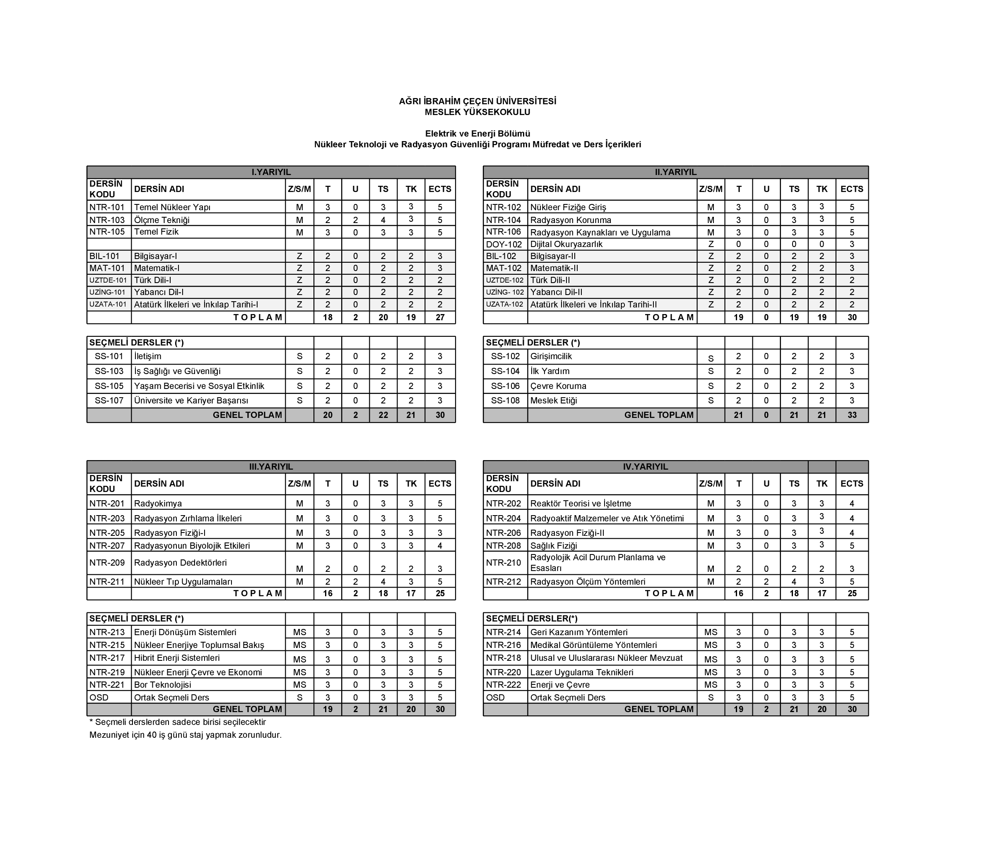 AĞRI İBRAHİM ÇEÇEN ÜNİVERSİTESİ
MESLEK YÜKSEKOKULU
Elektrik ve Enerji Bölümü
Nükleer Teknoloji ve Radyasyon Güvenliği Programı Müfredat ve Ders İçerikleri
I.YARIYIL
DERSİN KODU DERSİN ADI Z/S/M T U TS TK ECTS
NTR-101 Temel Nükleer Yapı M 3 0 3 3 5
NTR-103 Ölçme Tekniği M 2 2 4 3 5
NTR-105 Temel Fizik M 3 0 3 3 5
BIL-101 Bilgisayar-I Z 2 0 2 2 3
MAT-101 Matematik-I Z 2 0 2 2 3
UZTDE-101 Türk Dili-I Z 2 0 2 2 2
UZİNG-101 Yabancı Dil-I Z 2 0 2 2 2
UZATA-101 Atatürk İlkeleri ve İnkılap Tarihi-I Z 2 0 2 2 2
T O P L A M 18 2 20 19 27
SEÇMELİ DERSLER (*)
SS-101 İletişim S 2 0 2 2 3
SS-103 İş Sağlığı ve Güvenliği S 2 0 2 2 3
SS-105 Yaşam Becerisi ve Sosyal Etkinlik S 2 0 2 2 3
SS-107 Üniversite ve Kariyer Başarısı S 2 0 2 2 3
GENEL TOPLAM 20 2 22 21 30
II.YARIYIL
DERSİN KODU DERSİN ADI Z/S/M T U TS TK ECTS
NTR-102 Nükleer Fiziğe Giriş M 3 0 3 3 5
NTR-104 Radyasyon Korunma M 3 0 3 3 5
NTR-106 Radyasyon Kaynakları ve Uygulama M 3 0 3 3 5
DOY-102 Dijital Okuryazarlık Z 0 0 0 0 3
BIL-102 Bilgisayar-II Z 2 0 2 2 3
MAT-102 Matematik-II Z 2 0 2 2 3
UZTDE-102 Türk Dili-II Z 2 0 2 2 2
UZİNG- 102 Yabancı Dil-II Z 2 0 2 2 2
UZATA-102 Atatürk İlkeleri ve İnkılap Tarihi-II Z 2 0 2 2 2
T O P L A M 19 0 19 19 30
SEÇMELİ DERSLER (*)
SS-102 Girişimcilik S 2 0 2 2 3
SS-104 İlk Yardım S 2 0 2 2 3
SS-106 Çevre Koruma S 2 0 2 2 3
SS-108 Meslek Etiği S 2 0 2 2 3
GENEL TOPLAM 21 0 21 21 33
III.YARIYIL
DERSİN KODU DERSİN ADI Z/S/M T U TS TK ECTS
NTR-201 Radyokimya M 3 0 3 3 5
NTR-203 Radyasyon Zırhlama İlkeleri M 3 0 3 3 5
NTR-205 Radyasyon Fiziği-I M 3 0 3 3 3
NTR-207 Radyasyonun Biyolojik Etkileri M 3 0 3 3 4
NTR-209 Radyasyon Dedektörleri M 2 0 2 2 3
NTR-211 Nükleer Tıp Uygulamaları M 2 2 4 3 5
T O P L A M 16 2 18 17 25
SEÇMELİ DERSLER (*)
NTR-213 Enerji Dönüşüm Sistemleri MS 3 0 3 3 5
NTR-215 Nükleer Enerjiye Toplumsal Bakış MS 3 0 3 3 5
NTR-217 Hibrit Enerji Sistemleri MS 3 0 3 3 5
NTR-219 Nükleer Enerji Çevre ve Ekonomi MS 3 0 3 3 5
NTR-221 Bor Teknolojisi MS 3 0 3 3 5
OSD Ortak Seçmeli Ders S 3 0 3 3 5
GENEL TOPLAM 19 2 21 20 30
* Seçmeli derslerden sadece birisi seçilecektir
Mezuniyet için 40 iş günü staj yapmak zorunludur.
IV.YARIYIL
DERSİN KODU DERSİN ADI Z/S/M T U TS TK ECTS
NTR-202 Reaktör Teorisi ve İşletme M 3 0 3 3 4
NTR-204 Radyoaktif Malzemeler ve Atık Yönetimi M 3 0 3 3 4
NTR-206 Radyasyon Fiziği-II M 3 0 3 3 4
NTR-208 Sağlık Fiziği M 3 0 3 3 5
NTR-210 Radyolojik Acil Durum Planlama ve Esasları M 2 0 2 2 3
NTR-212 Radyasyon Ölçüm Yöntemleri M 2 2 4 3 5
T O P L A M 16 2 18 17 25
SEÇMELİ DERSLER(*)
NTR-214 Geri Kazanım Yöntemleri MS 3 0 3 3 5
NTR-216 Medikal Görüntüleme Yöntemleri MS 3 0 3 3 5
NTR-218 Ulusal ve Uluslararası Nükleer Mevzuat MS 3 0 3 3 5
NTR-220 Lazer Uygulama Teknikleri MS 3 0 3 3 5
NTR-222 Enerji ve Çevre MS 3 0 3 3 5
OSD Ortak Seçmeli Ders S 3 0 3 3 5
GENEL TOPLAM 19 2 21 20 30